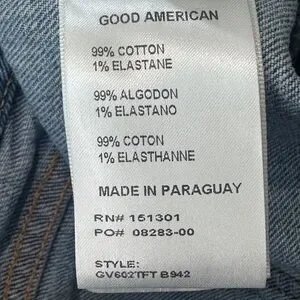 GOOD AMERICAN
99% COTTON
1% ELASTANE
99% ALGODON
1% ELASTANO
99% COTON
1% ELASTHANNE
MADE IN PARAGUAY
RN# 151301
PO# 08283-00
STYLE:
GV602TFT B942